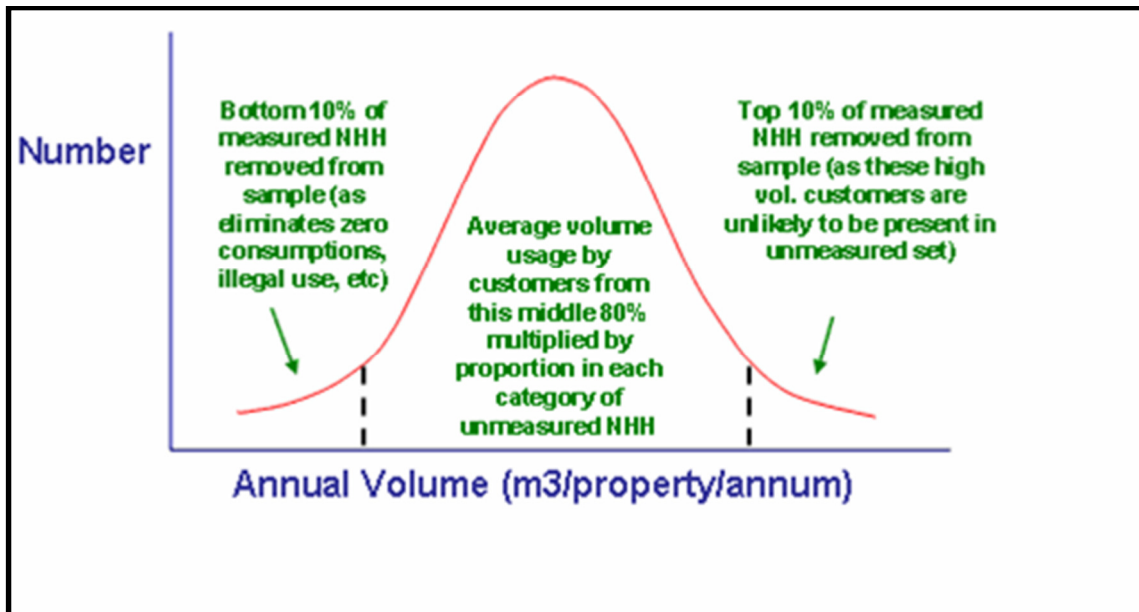 Number
Bottom 10% of
measured NHH
removed from
sample (as
eliminates zero
consumptions,
illegal use, etc)
Average volume
usage by
customers from
this middle 80%
multiplied by
proportion in each
category of
unmeasured NHH
Top 10% of measured
NHH removed from
sample (as these high
vol. customers are
unlikely to be present in
unmeasured set)
Annual Volume (m3/property/annum)